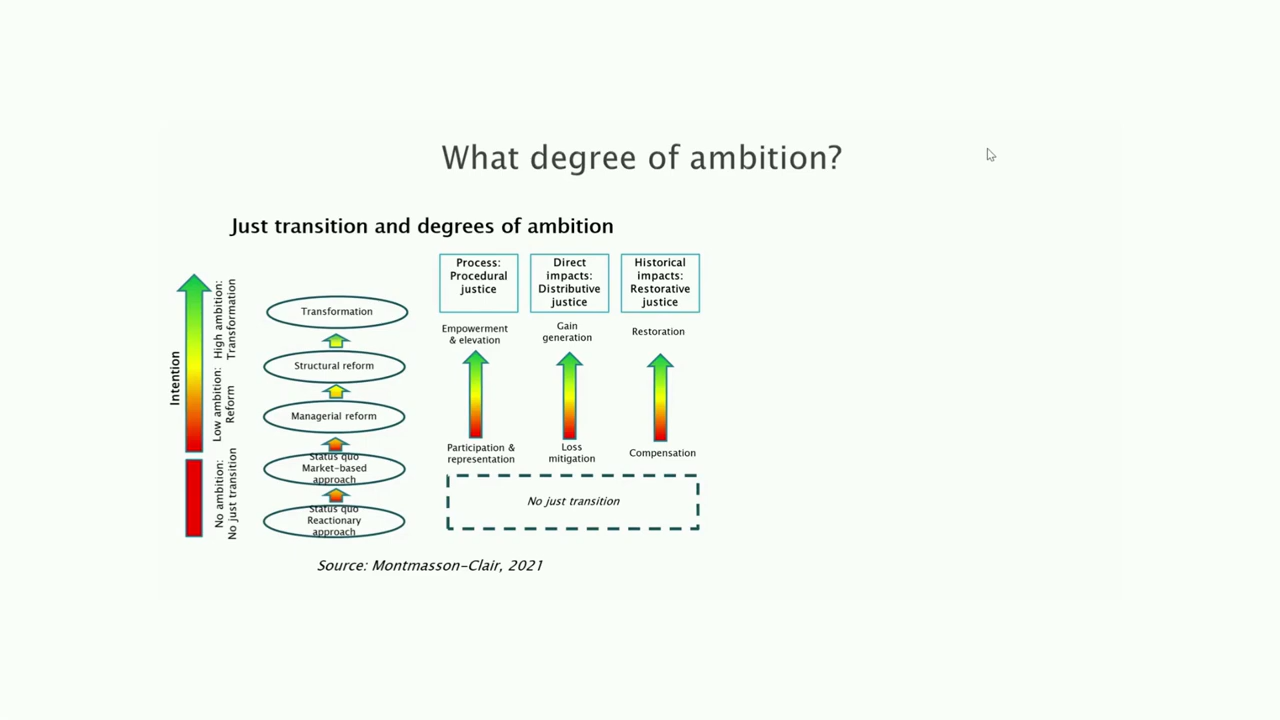 What degree of ambition?
Just transition and degrees of ambition
Intention
High ambition:
Transformation
Low ambition:
Reform
No ambition:
No just transition
Transformation
Structural reform
Managerial reform
Status quo
Market-based
approach
Status quo
Reactionary
approach
Process:
Procedural
justice
Direct
impacts:
Distributive
justice
Historical
impacts:
Restorative
justice
Empowerment
& elevation
Gain
generation
Restoration
Participation &
representation
Loss
mitigation
Compensation
No just transition
Source: Montmasson-Clair, 2021